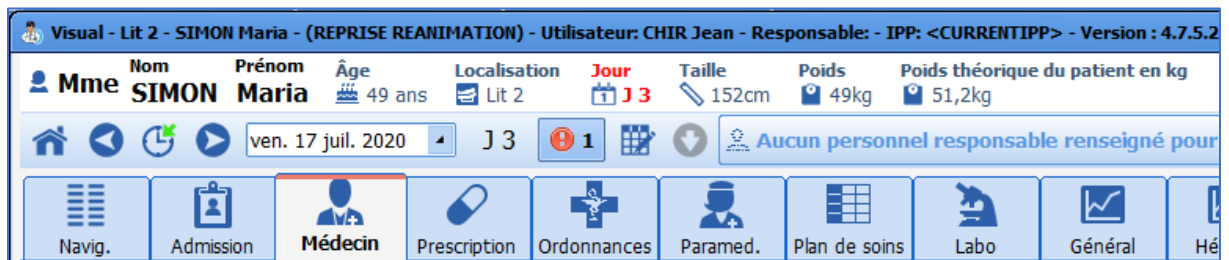 Visual - Lit 2 - SIMON Maria - (REPRISE REANIMATION) - Utilisateur: CHIR Jean - Responsable: - IPP: <CURRENTIPP> - Version : 4.7.5.2
Mme Nom SIMON Prénom Maria Âge 49 ans Localisation Lit 2 Jour J 3 Taille 152cm Poids 49kg Poids théorique du patient en kg 51,2kg
ven. 17 juil. 2020 J 3 1 Aucun personnel responsable renseigné pour
Navig. Admission Médecin Prescription Ordonnances Paramed. Plan de soins Labo Général Hé